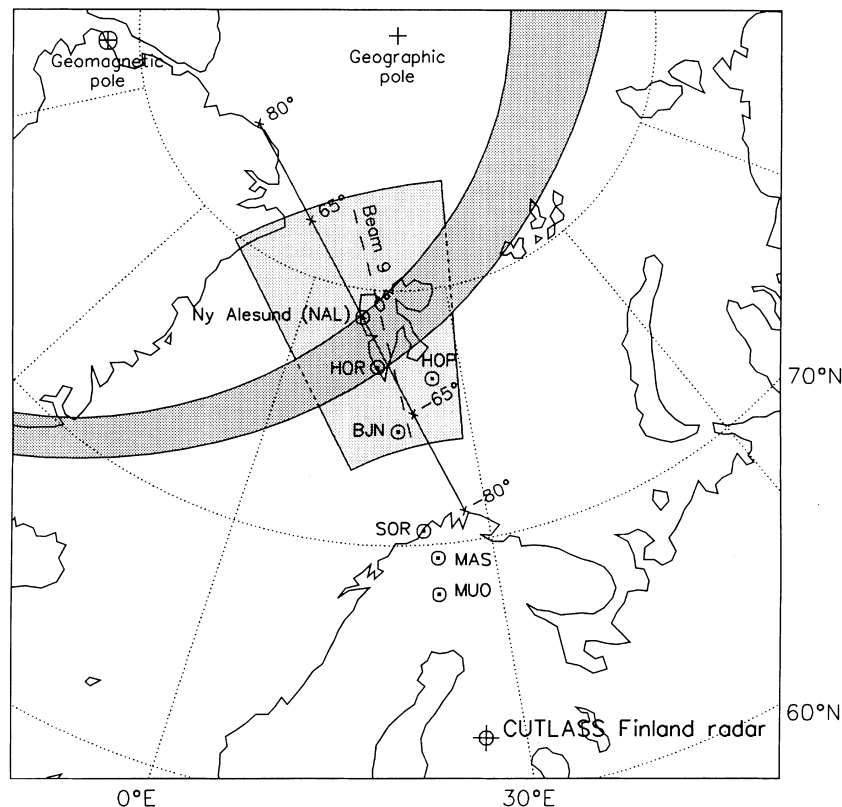 Geomagnetic
pole
Geographic
pole
80°
65°
Beam 9
Ny Alesund (NAL)
HOR
HOP
-65°
BJN
70°N
-80°
SOR
MAS
MUO
60°N
CUTLASS Finland radar
0°E
30°E